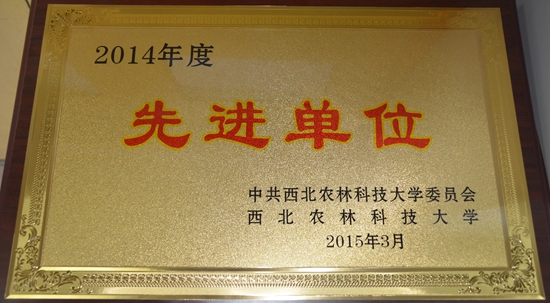 2014年度
先进单位
中共西北农林科技大学委员会
西北农林科技大学
2015年3月